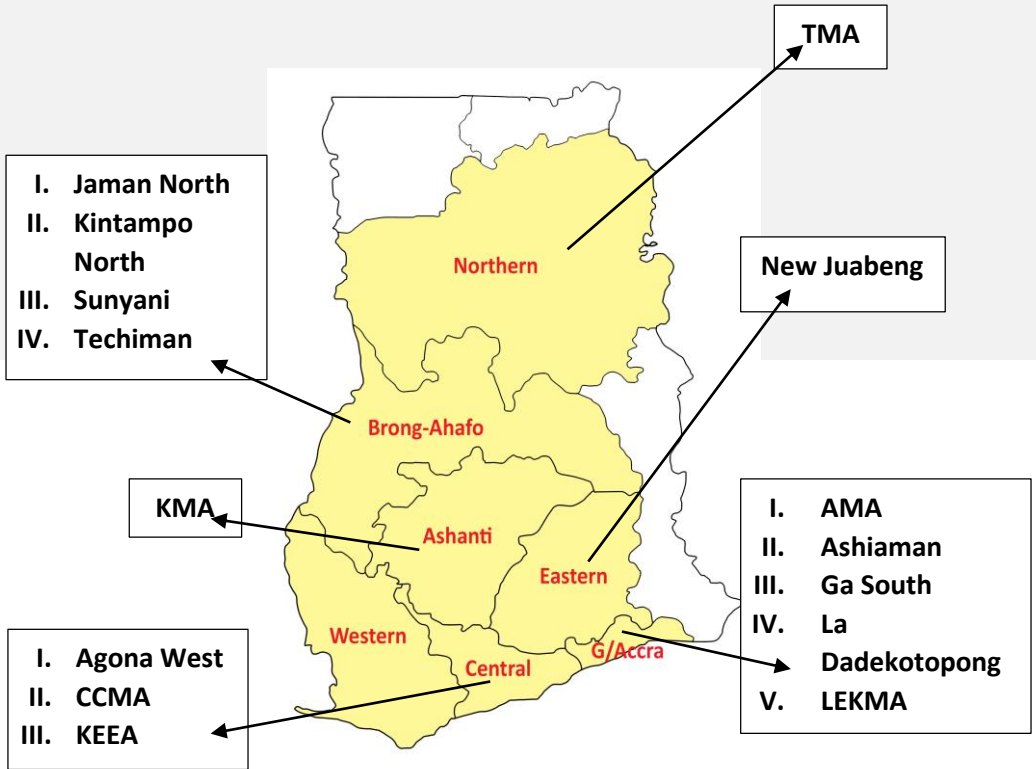 TMA
I. Jaman North
II. Kintampo
North
III. Sunyani
IV. Techiman
Northern
New Juabeng
Brong-Ahafo
KMA
Ashanti
Eastern
I. AMA
II. Ashiaman
III. Ga South
IV. La
Dadekotopong
V. LEKMA
Western
Central
G/Accra
I. Agona West
II. CCMA
III. KEEA